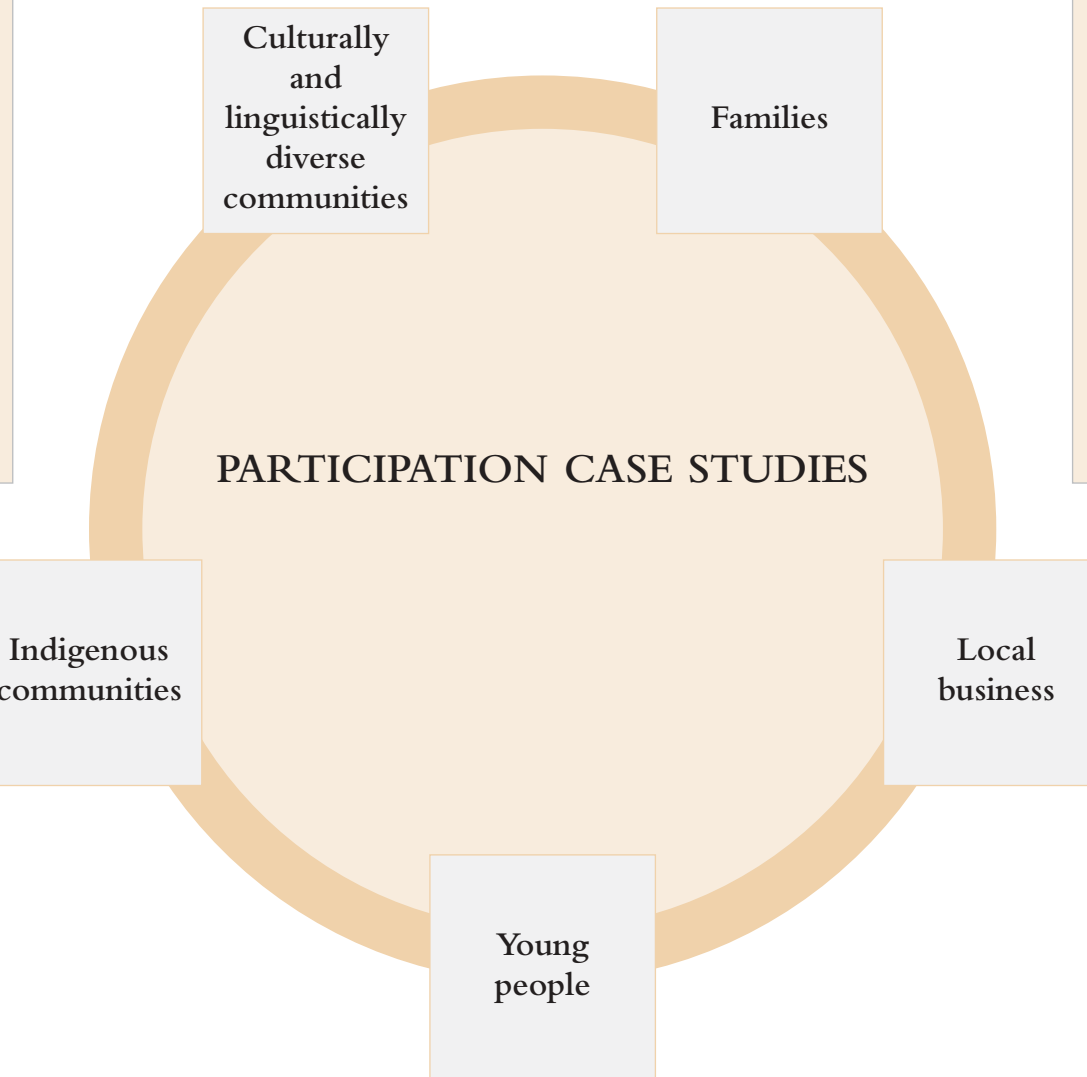 Culturally
and
linguistically
diverse
communities
Families
PARTICIPATION CASE STUDIES
Indigenous
communities
Local
business
Young
people